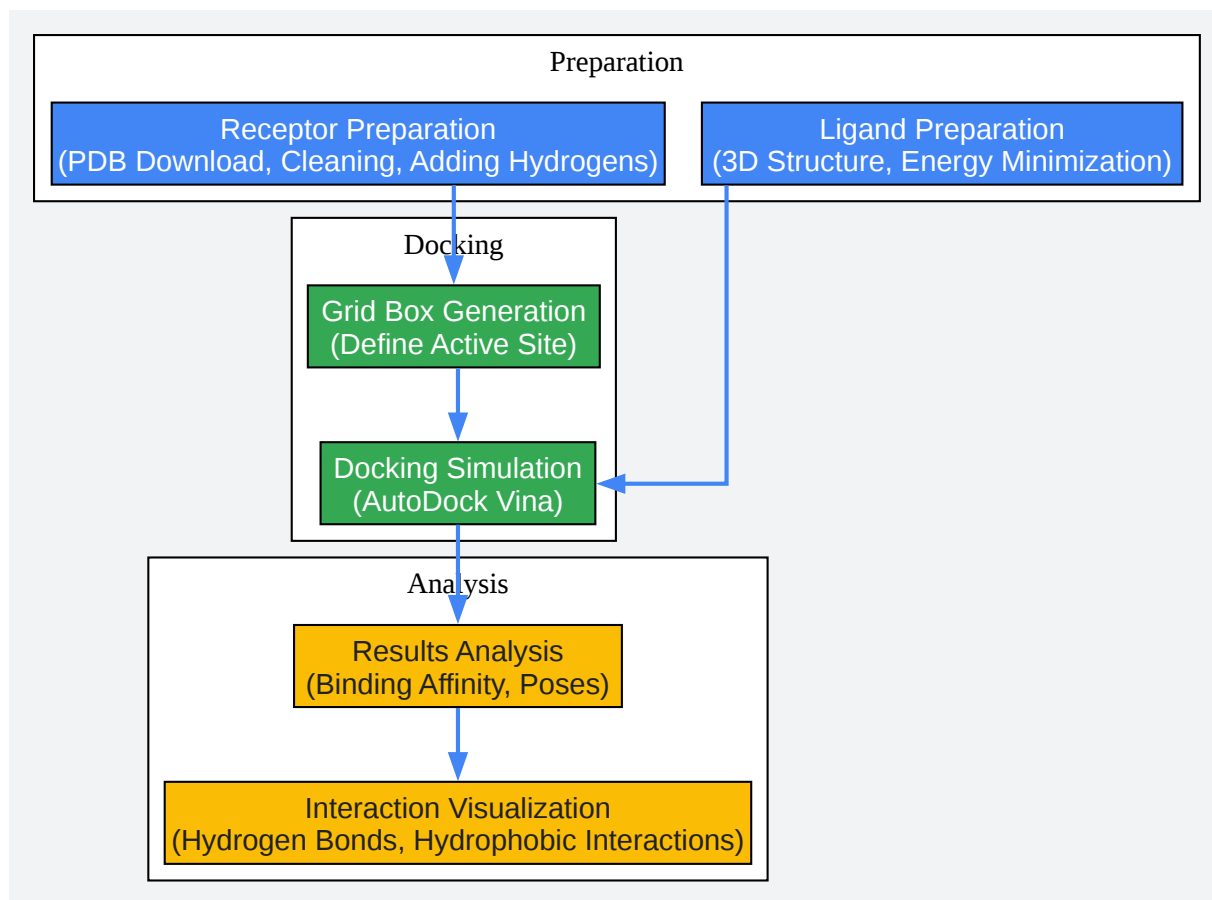 Preparation
Receptor Preparation
(PDB Download, Cleaning, Adding Hydrogens)
Ligand Preparation
(3D Structure, Energy Minimization)
Docking
Grid Box Generation
(Define Active Site)
Docking Simulation
(AutoDock Vina)
Analysis
Results Analysis
(Binding Affinity, Poses)
Interaction Visualization
(Hydrogen Bonds, Hydrophobic Interactions)